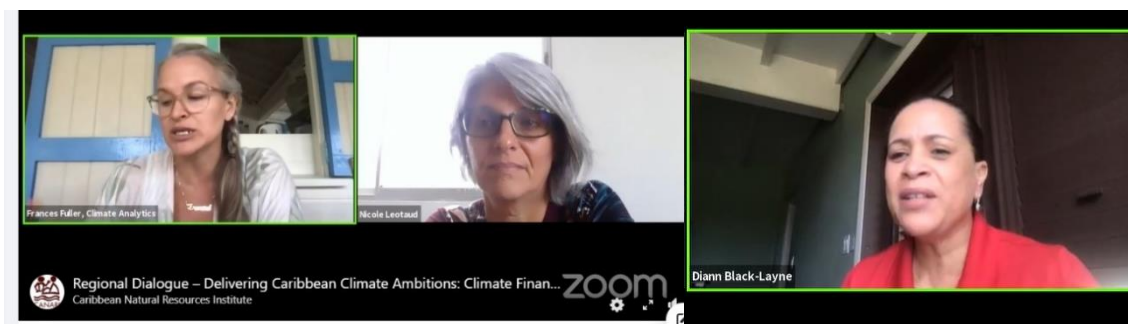 Frances Fuller, Climate Analytics
Nicole Leotaud
Diann Black-Layne
Regional Dialogue – Delivering Caribbean Climate Ambitions: Climate Finan...
Caribbean Natural Resources Institute
zoom